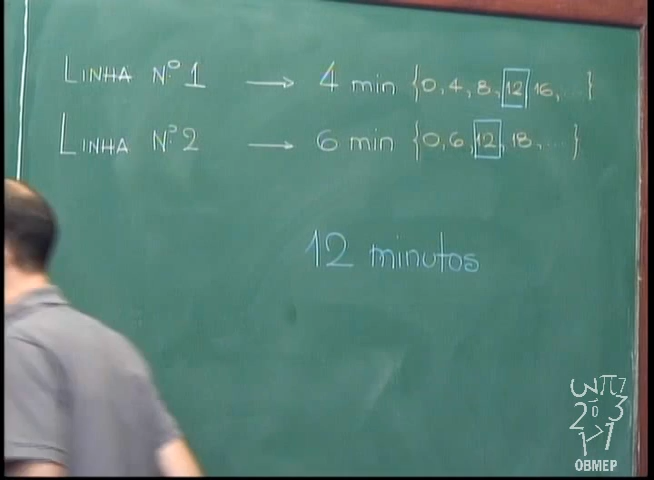 LINHA Nº 1 → 4 min {0, 4, 8, 12, 16, ...}
LINHA Nº 2 → 6 min {0, 6, 12, 18, ...}
12 minutos
OBMEP